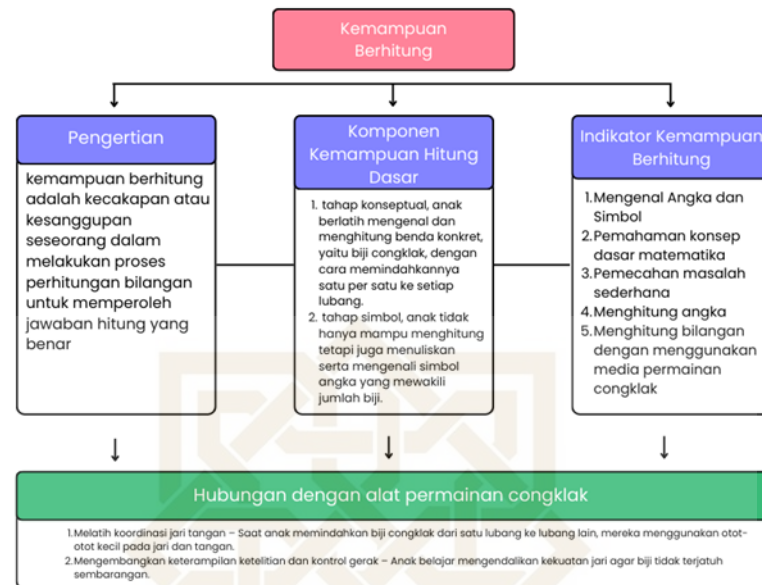 Kemampuan
Berhitung
Pengertian
kemampuan berhitung
adalah kecakapan atau
kesanggupan
seseorang dalam
melakukan proses
perhitungan bilangan
untuk memperoleh
jawaban hitung yang
benar
Komponen
Kemampuan Hitung
Dasar
1. tahap konseptual, anak
berlatih mengenal dan
menghitung benda konkret,
yaitu biji congklak, dengan
cara memindahkannya
satu per satu ke setiap
lubang.
2. tahap simbol, anak tidak
hanya mampu menghitung
tetapi juga menuliskan
serta mengenali simbol
angka yang mewakili
jumlah biji.
Indikator Kemampuan
Berhitung
1. Mengenal Angka dan
Simbol
2. Pemahaman konsep
dasar matematika
3. Pemecahan masalah
sederhana
4. Menghitung angka
5. Menghitung bilangan
dengan menggunakan
media permainan
congklak
Hubungan dengan alat permainan congklak
1. Melatih koordinasi jari tangan – Saat anak memindahkan biji congklak dari satu lubang ke lubang lain, mereka menggunakan otot-
otot kecil pada jari dan tangan.
2. Mengembangkan keterampilan ketelitian dan kontrol gerak – Anak belajar mengendalikan kekuatan jari agar biji tidak terjatuh
sembarangan.